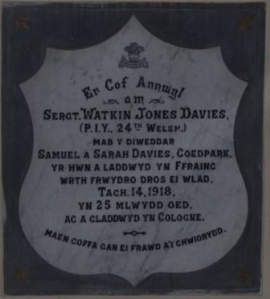 Er Cof Annwyl
am
SERGT. WATKIN JONES DAVIES,
(P.I.Y., 24TH WELSH.)
MAB Y DIWEDDAR
SAMUEL A SARAH DAVIES, COEDPARK,
YR HWN A LADDWYD YN FFRAINC
WRTH FRWYDRO DROS EI WLAD,
TACH. 14, 1918,
YN 25 MLWYDD OED,
AC A GLADDWYD YN COLOGNE.
MAEN COFFA GAN EI FRAWD A'I CHWIORYDD.